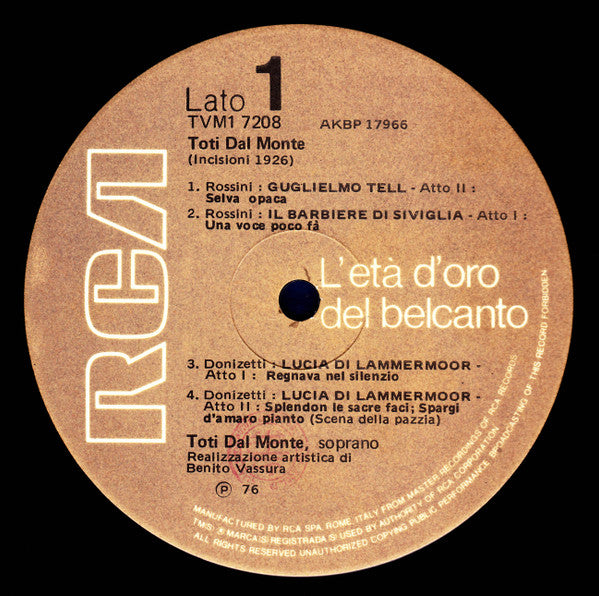 RCA
Lato 1
TVM1 7208
AKBP 17966
Toti Dal Monte
(Incisioni 1926)
1. Rossini : GUGLIELMO TELL - Atto II :
Selva opaca
2. Rossini : IL BARBIERE DI SIVIGLIA - Atto I :
Una voce poco fà
L'età d'oro
del belcanto
3. Donizetti : LUCIA DI LAMMERMOOR -
Atto I : Regnava nel silenzio
4. Donizetti : LUCIA DI LAMMERMOOR -
Atto II : Splendon le sacre faci; Spargi
d'amaro pianto (Scena della pazzia)
Toti Dal Monte, soprano
Realizzazione artistica di
Benito Vassura
℗ 76
MANUFACTURED BY RCA SPA ROME, ITALY FROM MASTER RECORDINGS OF RCA RECORDS
TM(S) ® MARCA(S) REGISTRADA(S) USED BY AUTHORITY OF RCA CORPORATION
ALL RIGHTS RESERVED UNAUTHORIZED COPYING PUBLIC PERFORMANCE BROADCASTING OF THIS RECORD FORBIDDEN